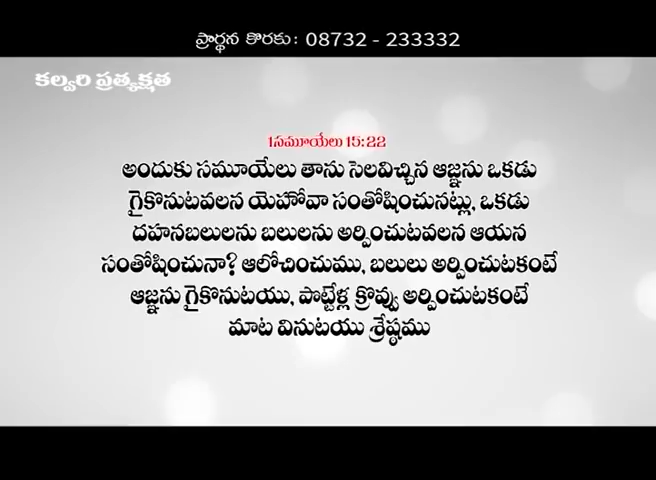 ప్రార్థన కొరకు: 08732 - 233332
కల్వరి ప్రత్యక్షత
1సమూయేలు 15:22
అందుకు సమూయేలు తాను సెలవిచ్చిన ఆజ్ఞను ఒకడు
గైకొనుటవలన యెహోవా సంతోషించునట్లు, ఒకడు
దహనబలులను బలులను అర్పించుటవలన ఆయన
సంతోషించునా? ఆలోచించుము, బలులు అర్పించుటకంటే
ఆజ్ఞను గైకొనుటయు, పొట్టేళ్ల క్రొవ్వు అర్పించుటకంటే
మాట వినుటయు శ్రేష్ఠము